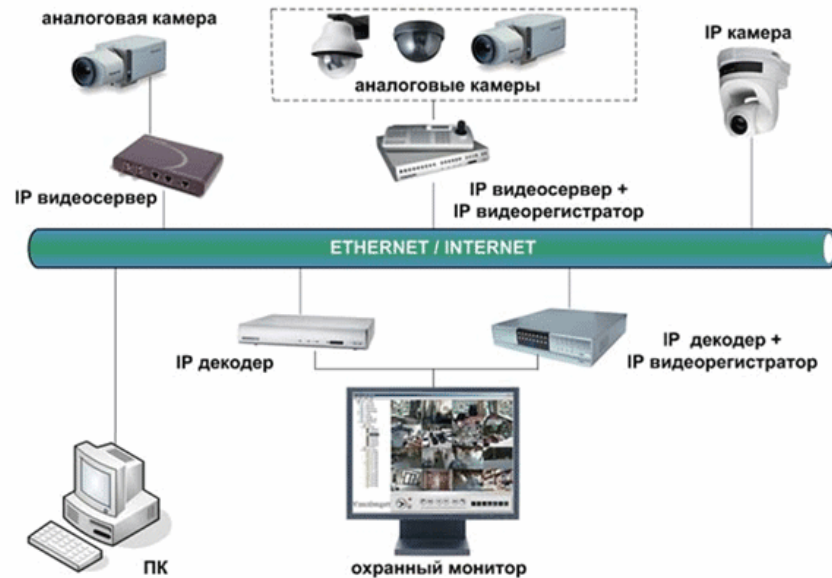 аналоговая камера
аналоговые камеры
IP камера
IP видеосервер
IP видеосервер +
IP видеорегистратор
ETHERNET / INTERNET
IP декодер
IP декодер +
IP видеорегистратор
ПК
охранный монитор